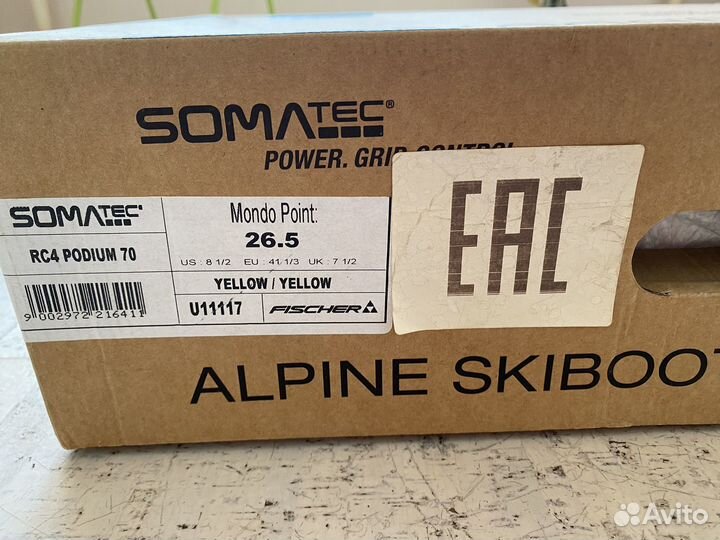 SOMATEC®
POWER. GRIP. CONTROL
EAC
SOMATEC®
RC4 PODIUM 70
9 002972 216411
Mondo Point:
26.5
US : 8 1/2 EU : 41 1/3 UK : 7 1/2
YELLOW / YELLOW
U11117 FISCHER
ALPINE SKIBOOT
Avito